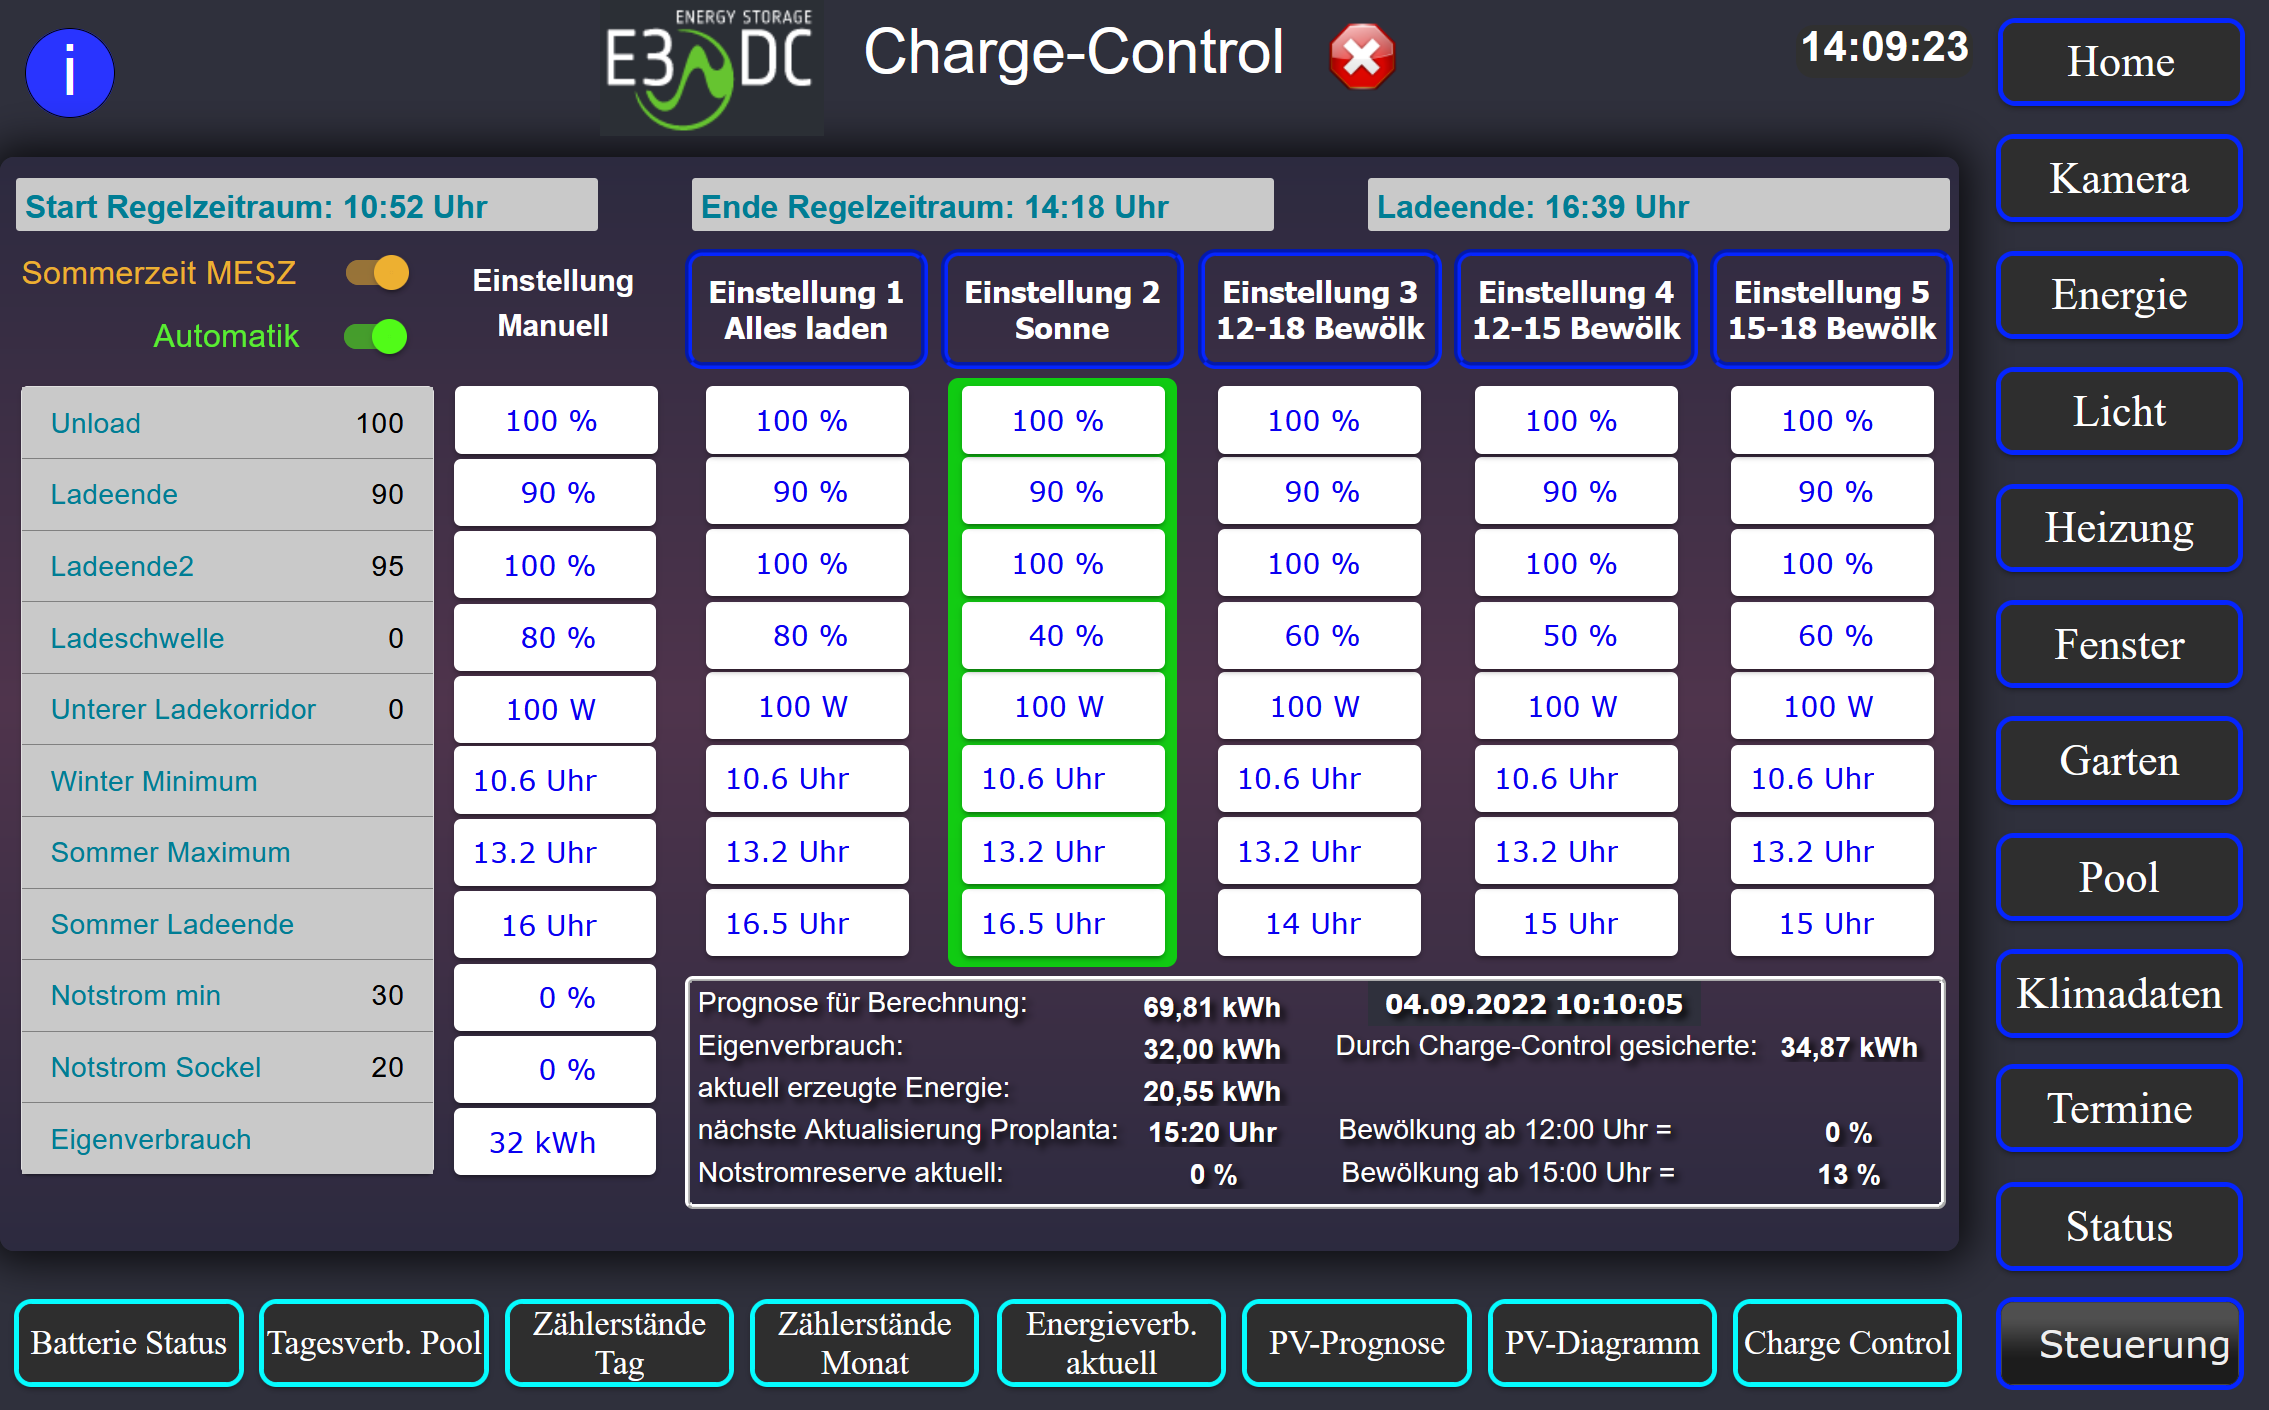 i
ENERGY STORAGE
E3 DC
Charge-Control
14:09:23
Start Regelzeitraum: 10:52 Uhr
Ende Regelzeitraum: 14:18 Uhr
Ladeende: 16:39 Uhr
Sommerzeit MESZ
Automatik
Einstellung
Manuell
Einstellung 1
Alles laden
Einstellung 2
Sonne
Einstellung 3
12-18 Bewölk
Einstellung 4
12-15 Bewölk
Einstellung 5
15-18 Bewölk
Unload 100 100 % 100 % 100 % 100 % 100 % 100 %
Ladeende 90 90 % 90 % 90 % 90 % 90 % 90 %
Ladeende2 95 100 % 100 % 100 % 100 % 100 % 100 %
Ladeschwelle 0 80 % 80 % 40 % 60 % 50 % 60 %
Unterer Ladekorridor 0 100 W 100 W 100 W 100 W 100 W 100 W
Winter Minimum 10.6 Uhr 10.6 Uhr 10.6 Uhr 10.6 Uhr 10.6 Uhr 10.6 Uhr
Sommer Maximum 13.2 Uhr 13.2 Uhr 13.2 Uhr 13.2 Uhr 13.2 Uhr 13.2 Uhr
Sommer Ladeende 16 Uhr 16.5 Uhr 16.5 Uhr 14 Uhr 15 Uhr 15 Uhr
Notstrom min 30 0 %
Notstrom Sockel 20 0 %
Eigenverbrauch 32 kWh
Prognose für Berechnung: 69,81 kWh 04.09.2022 10:10:05
Eigenverbrauch: 32,00 kWh Durch Charge-Control gesicherte: 34,87 kWh
aktuell erzeugte Energie: 20,55 kWh
nächste Aktualisierung Proplanta: 15:20 Uhr Bewölkung ab 12:00 Uhr = 0 %
Notstromreserve aktuell: 0 % Bewölkung ab 15:00 Uhr = 13 %
Home
Kamera
Energie
Licht
Heizung
Fenster
Garten
Pool
Klimadaten
Termine
Status
Steuerung
Batterie Status
Tagesverb. Pool
Zählerstände
Tag
Zählerstände
Monat
Energieverb.
aktuell
PV-Prognose
PV-Diagramm
Charge Control